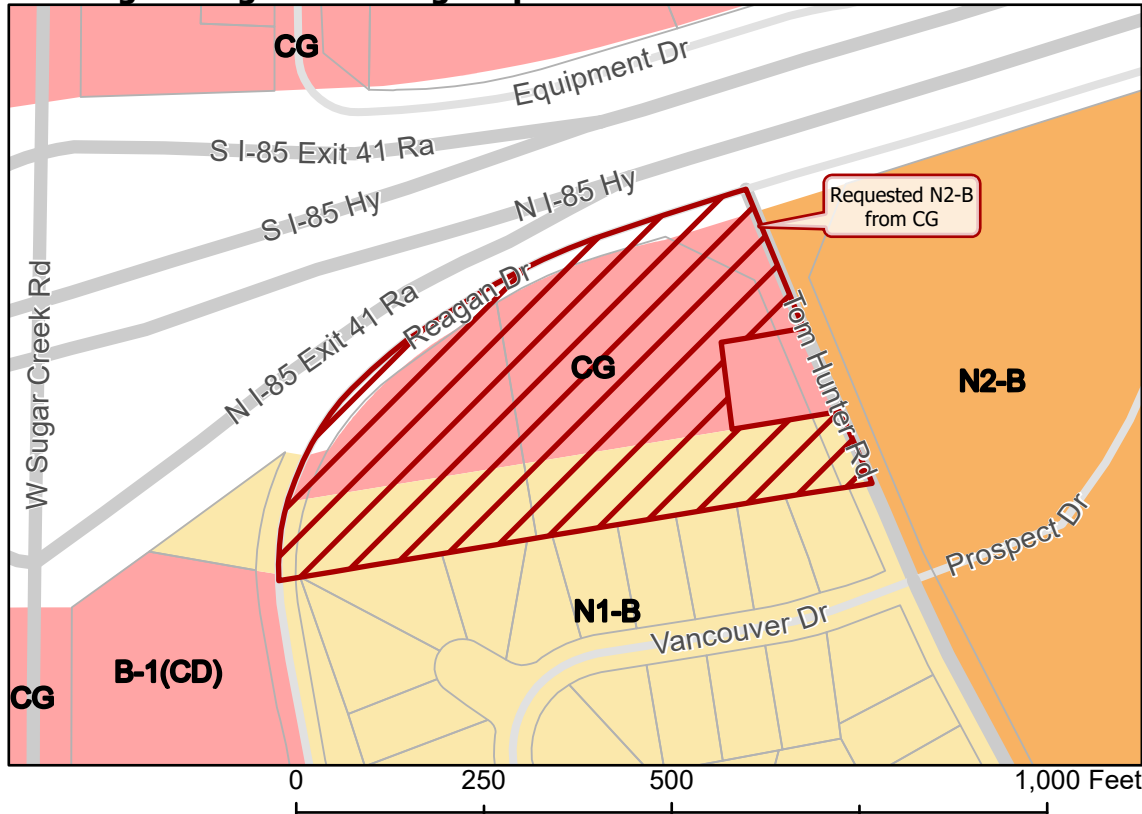 CG
Equipment Dr
S I-85 Exit 41 Ra
S I-85 Hy
N I-85 Hy
Requested N2-B
from CG
W Sugar Creek Rd
N I-85 Exit 41 Ra
Reagan Dr
Tom Hunter Rd
CG
N2-B
Prospect Dr
N1-B
Vancouver Dr
B-1(CD)
CG
0 250 500 1,000 Feet